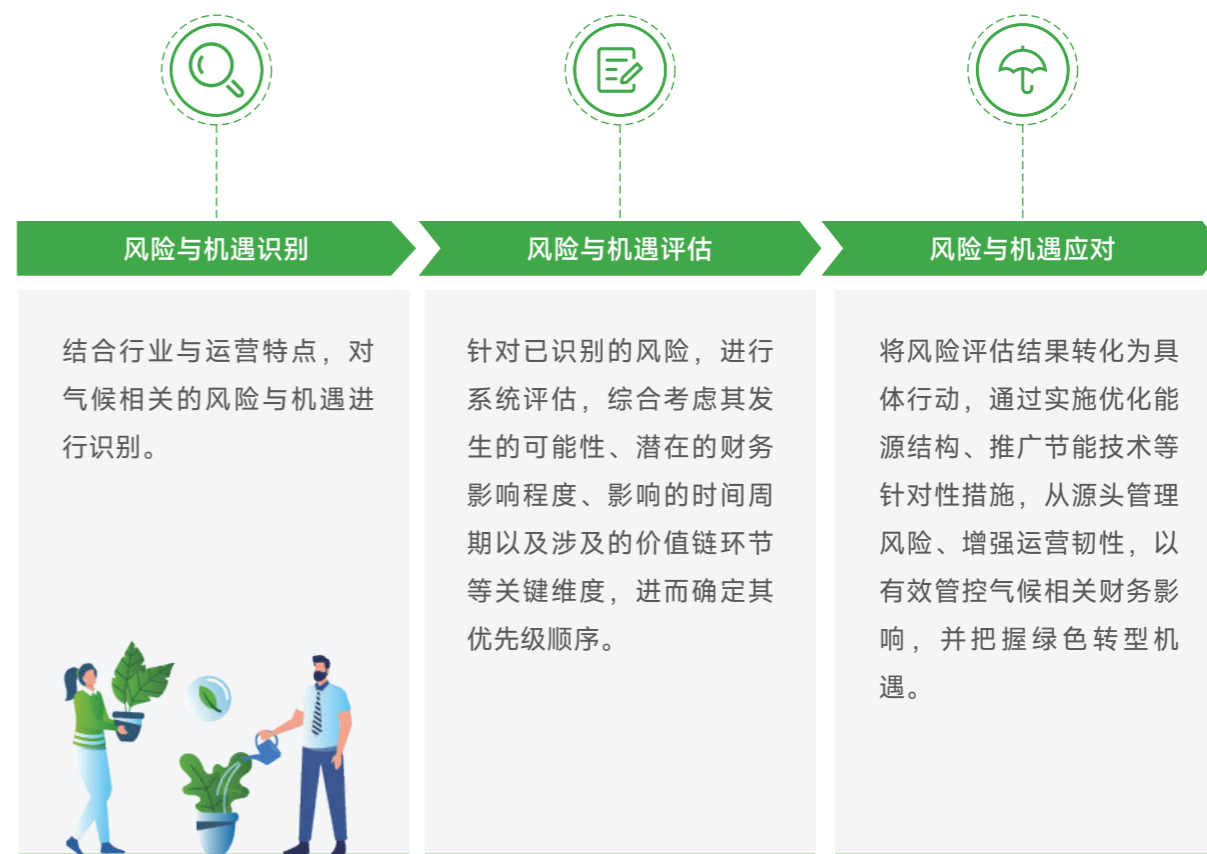 风险与机遇识别
结合行业与运营特点，对
气候相关的风险与机遇进
行识别。
风险与机遇评估
针对已识别的风险，进行
系统评估，综合考虑其发
生的可能性、潜在的财务
影响程度、影响的时间周
期以及涉及的价值链环节
等关键维度，进而确定其
优先级顺序。
风险与机遇应对
将风险评估结果转化为具
体行动，通过实施优化能
源结构、推广节能技术等
针对性措施，从源头管理
风险、增强运营韧性，以
有效管控气候相关财务影
响，并把握绿色转型机
遇。